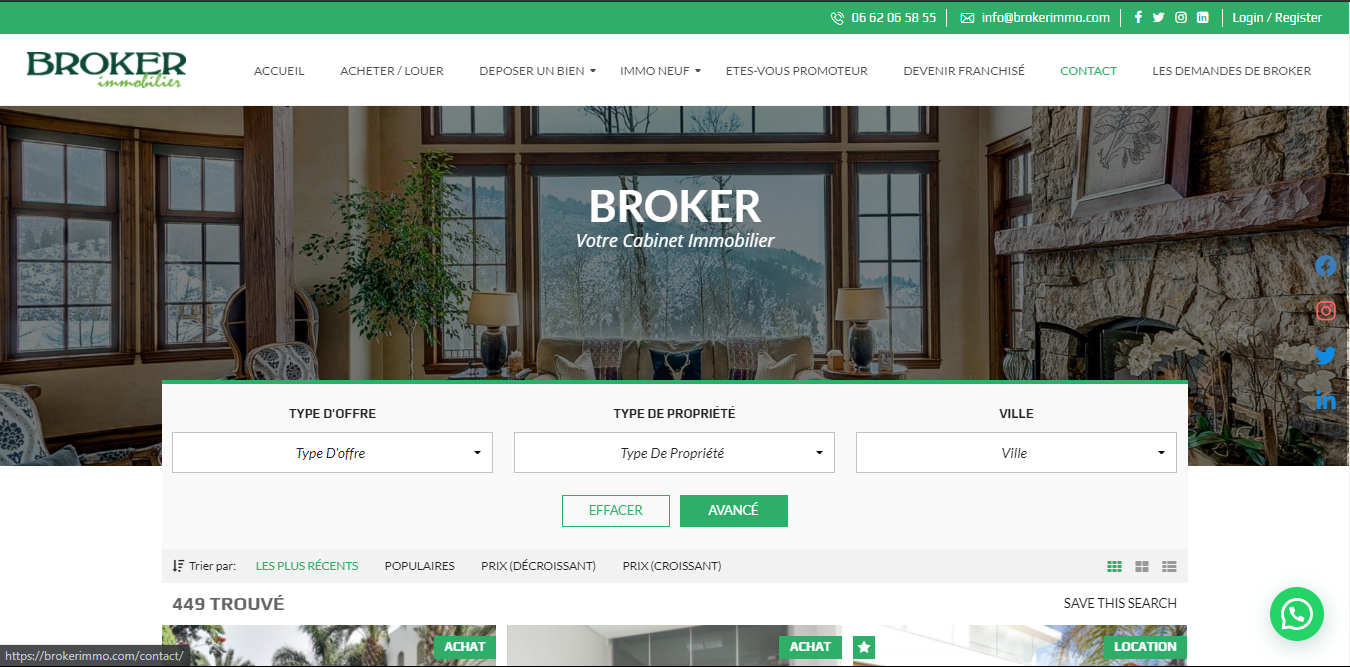 06 62 06 58 55 info@brokerimmo.com Login / Register
BROKER
immobilier
ACCUEIL ACHETER / LOUER DEPOSER UN BIEN IMMO NEUF ETES-VOUS PROMOTEUR DEVENIR FRANCHISÉ CONTACT LES DEMANDES DE BROKER
BROKER
Votre Cabinet Immobilier
TYPE D'OFFRE TYPE DE PROPRIÉTÉ VILLE
Type D'offre Type De Propriété Ville
EFFACER AVANCÉ
Trier par: LES PLUS RÉCENTS POPULAIRES PRIX (DÉCROISSANT) PRIX (CROISSANT)
449 TROUVÉ SAVE THIS SEARCH
ACHAT ACHAT LOCATION
https://brokerimmo.com/contact/